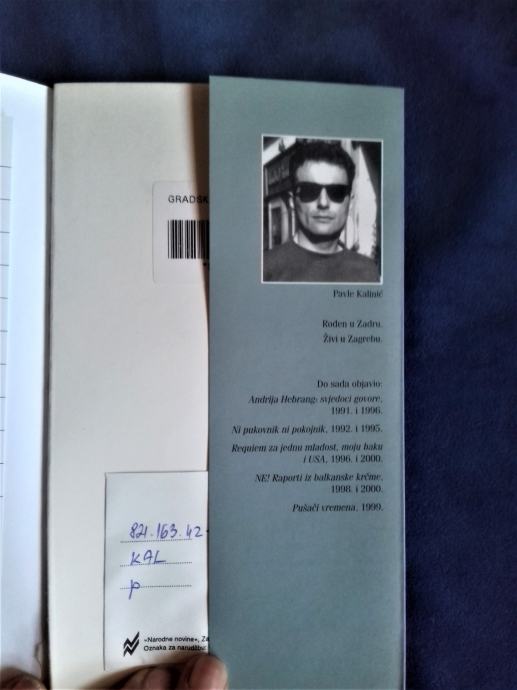 GRADSK
Pavle Kalinić
Rođen u Zadru.
Živi u Zagrebu.
Do sada objavio:
Andrija Hebrang: svjedoci govore,
1991. i 1996.
Ni pukovnik ni pokojnik, 1992. i 1995.
Requiem za jednu mladost, moju baku
i USA, 1996. i 2000.
NE! Raporti iz balkanske krčme,
1998. i 2000.
Pušači vremena, 1999.
821.163.42-
KAL
p
»Narodne novine«, Za
Oznaka za narudžbu: